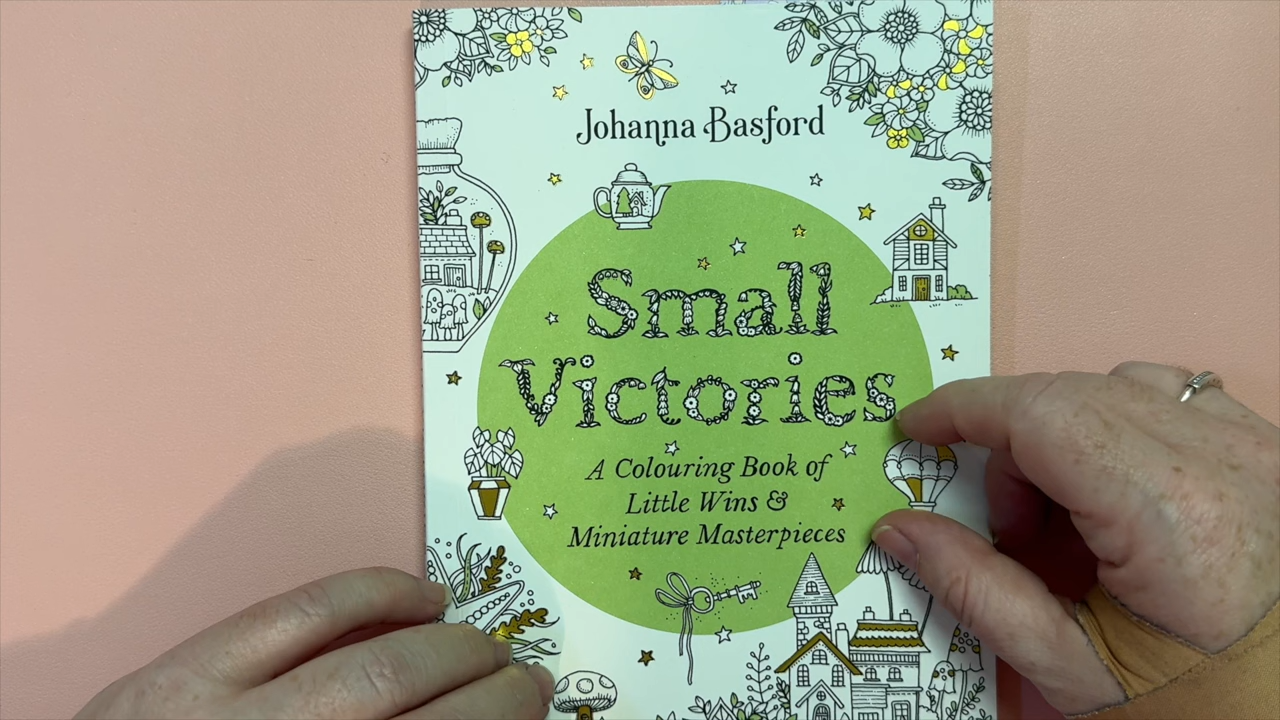 Johanna Basford
Small
Victories
A Colouring Book of
Little Wins &
Miniature Masterpieces